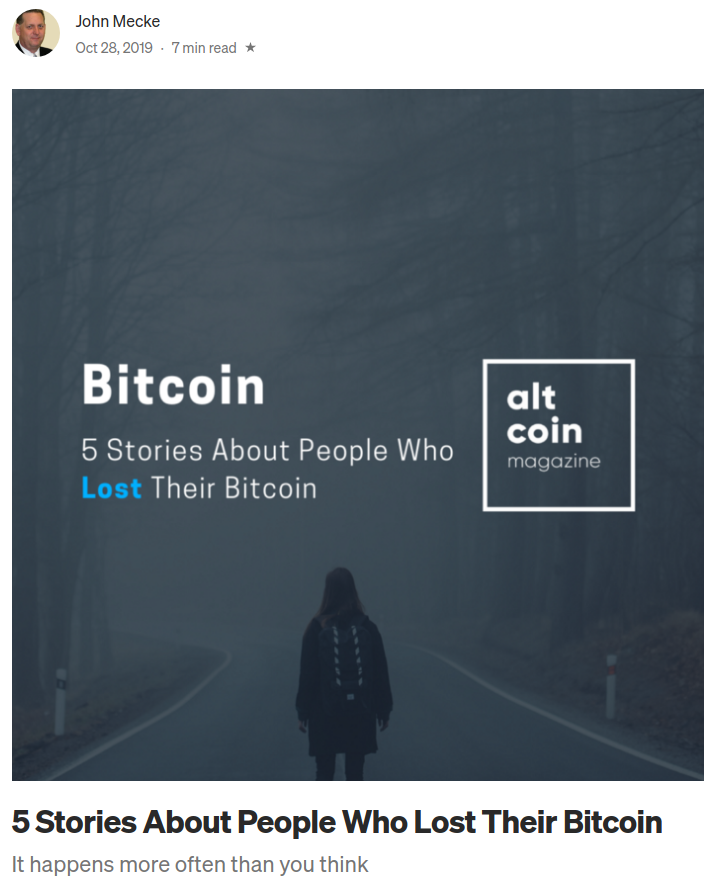 John Mecke
Oct 28, 2019 · 7 min read ★
Bitcoin
5 Stories About People Who
Lost Their Bitcoin
alt
coin
magazine
5 Stories About People Who Lost Their Bitcoin
It happens more often than you think